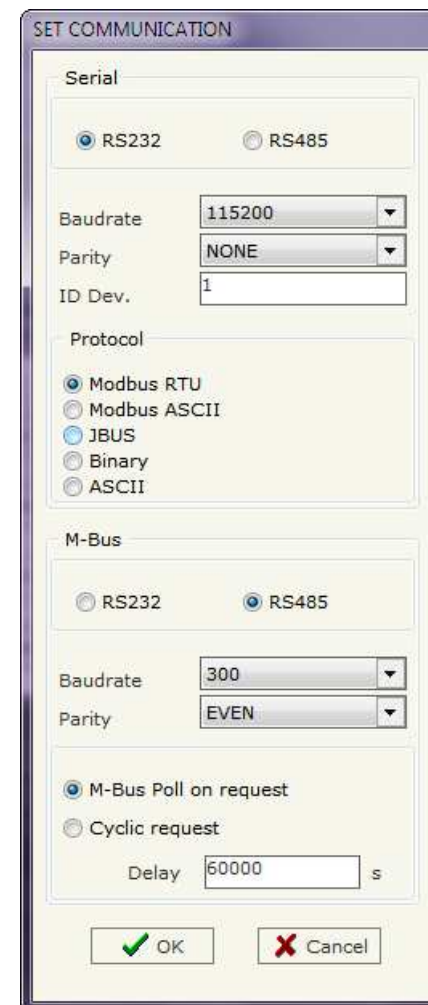 SET COMMUNICATION
Serial
RS232 RS485
Baudrate 115200
Parity NONE
ID Dev. 1
Protocol
Modbus RTU
Modbus ASCII
JBUS
Binary
ASCII
M-Bus
RS232 RS485
Baudrate 300
Parity EVEN
M-Bus Poll on request
Cyclic request
Delay 60000 s
OK Cancel